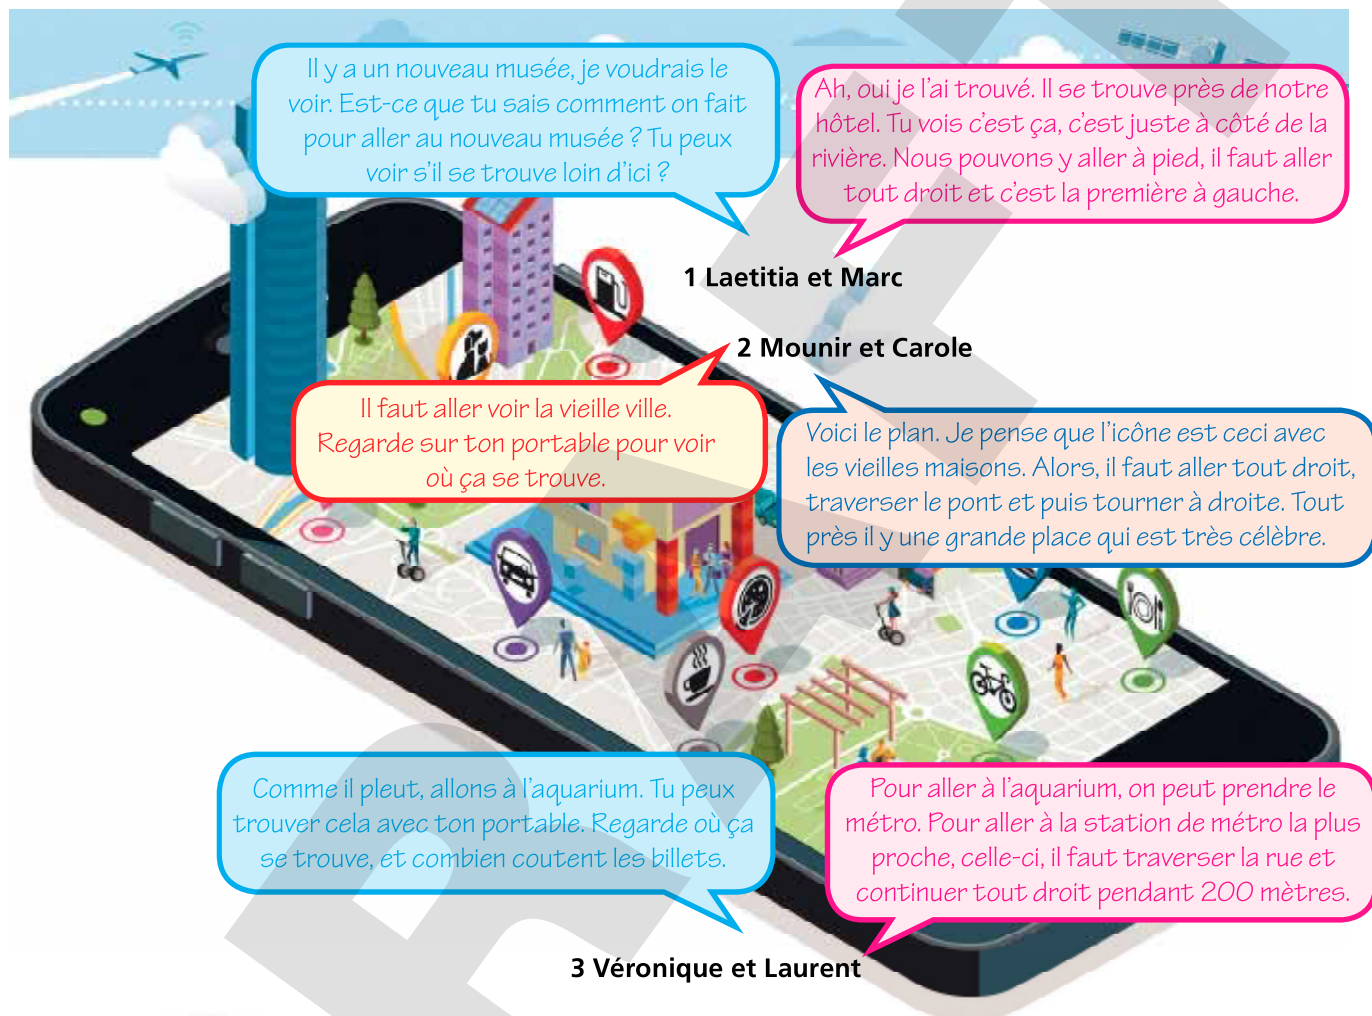 Il y a un nouveau musée, je voudrais le
voir. Est-ce que tu sais comment on fait
pour aller au nouveau musée ? Tu peux
voir s'il se trouve loin d'ici ?
Ah, oui je l'ai trouvé. Il se trouve près de notre
hôtel. Tu vois c'est ça, c'est juste à côté de la
rivière. Nous pouvons y aller à pied, il faut aller
tout droit et c'est la première à gauche.
1 Laetitia et Marc
2 Mounir et Carole
Il faut aller voir la vieille ville.
Regarde sur ton portable pour voir
où ça se trouve.
Voici le plan. Je pense que l'icône est ceci avec
les vieilles maisons. Alors, il faut aller tout droit,
traverser le pont et puis tourner à droite. Tout
près il y une grande place qui est très célèbre.
Comme il pleut, allons à l'aquarium. Tu peux
trouver cela avec ton portable. Regarde où ça
se trouve, et combien coutent les billets.
Pour aller à l'aquarium, on peut prendre le
métro. Pour aller à la station de métro la plus
proche, celle-ci, il faut traverser la rue et
continuer tout droit pendant 200 mètres.
3 Véronique et Laurent